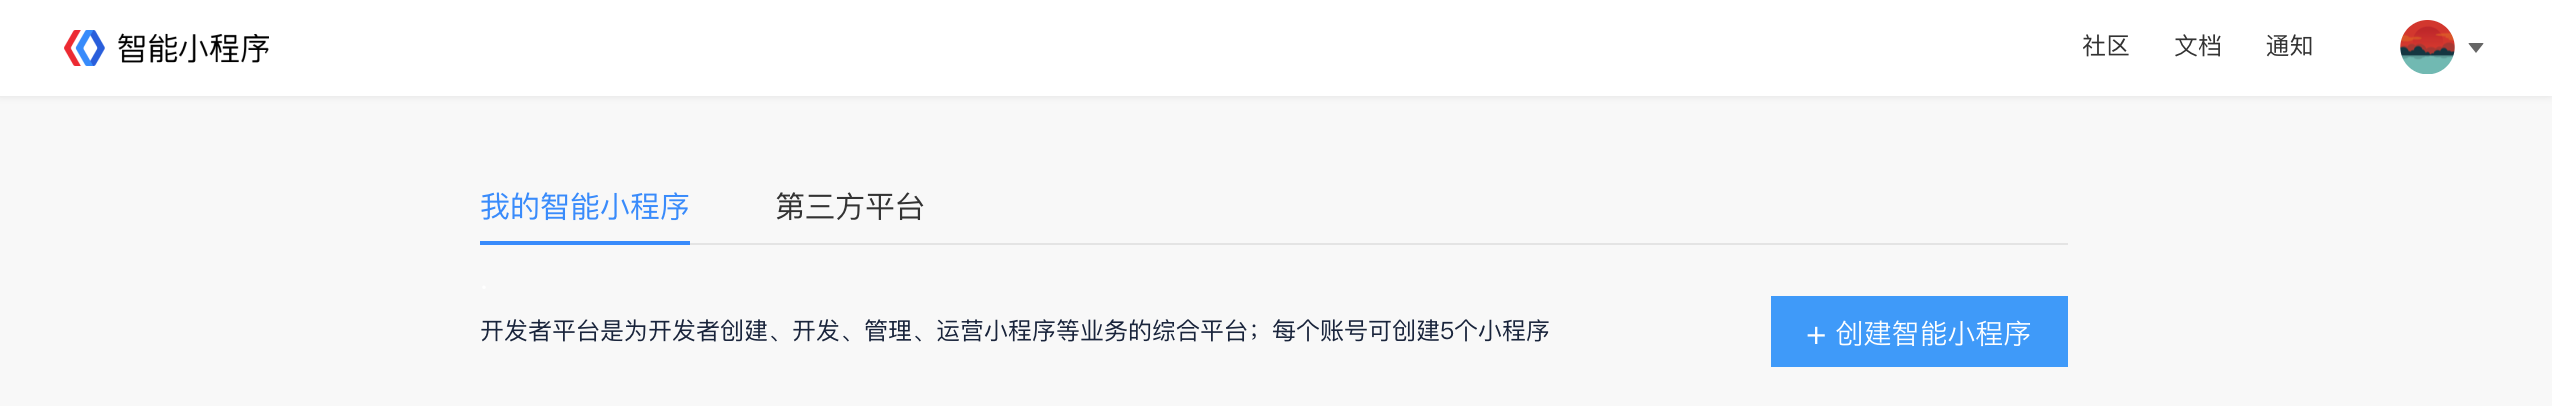 智能小程序
社区 文档 通知
我的智能小程序 第三方平台
开发者平台是为开发者创建、开发、管理、运营小程序等业务的综合平台；每个账号可创建5个小程序
+ 创建智能小程序